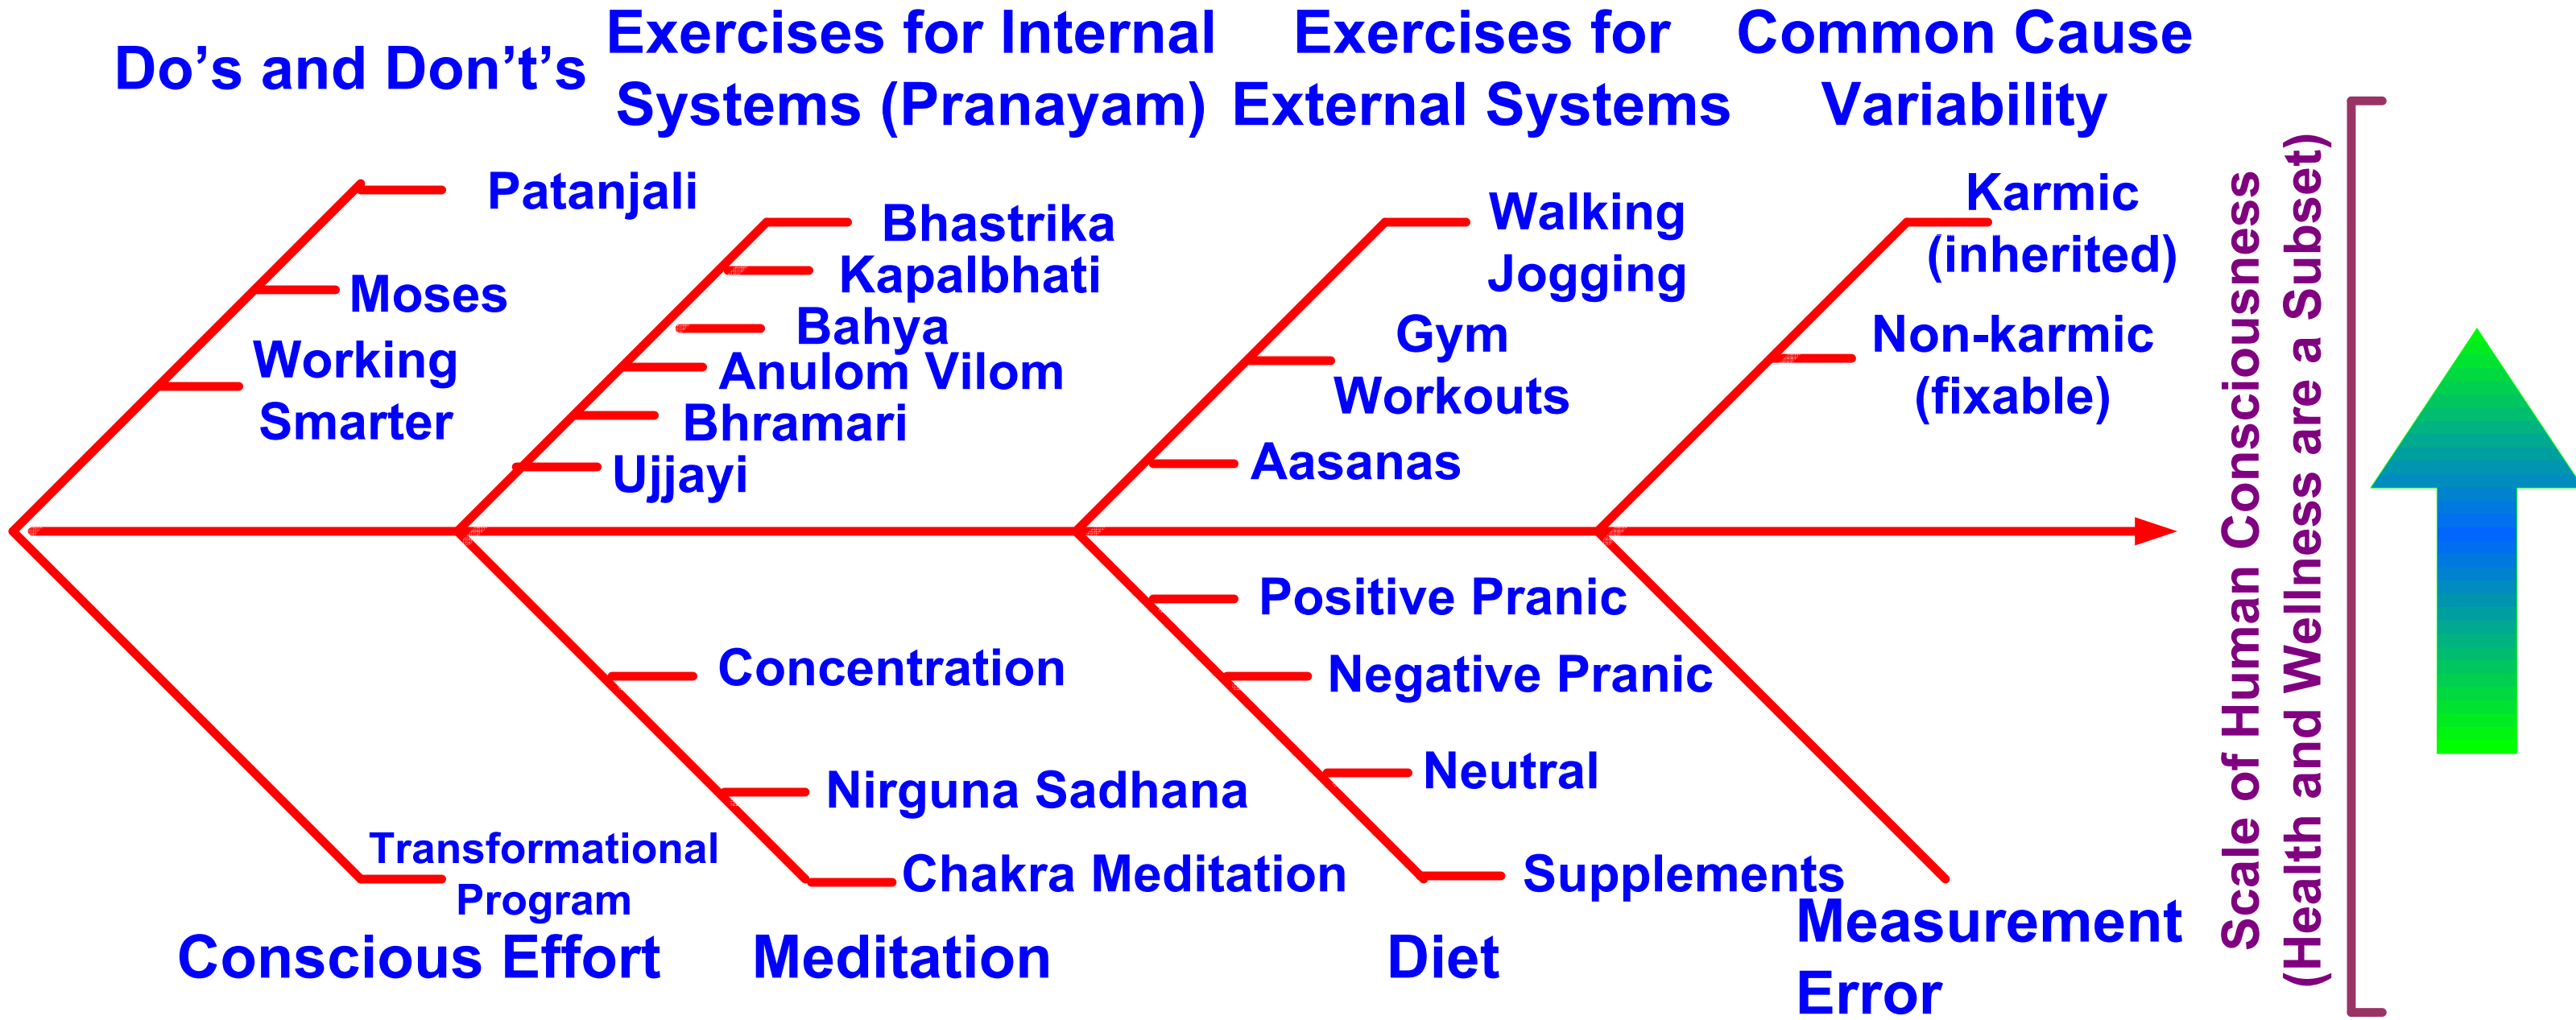 Do’s and Don’t’s
Exercises for Internal
Systems (Pranayam)
Exercises for
External Systems
Common Cause
Variability
Patanjali
Moses
Working
Smarter
Bhastrika
Kapalbhati
Bahya
Anulom Vilom
Bhramari
Ujjayi
Walking
Jogging
Gym
Workouts
Aasanas
Karmic
(inherited)
Non-karmic
(fixable)
Transformational
Program
Conscious Effort
Concentration
Nirguna Sadhana
Chakra Meditation
Meditation
Positive Pranic
Negative Pranic
Neutral
Supplements
Diet
Measurement
Error
Scale of Human Consciousness
(Health and Wellness are a Subset)